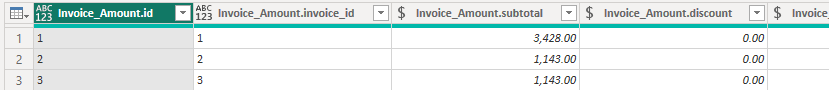 ABC 123 Invoice_Amount.id ABC 123 Invoice_Amount.invoice_id $ Invoice_Amount.subtotal $ Invoice_Amount.discount
1 1 1 3,428.00 0.00
2 2 2 1,143.00 0.00
3 3 3 1,143.00 0.00